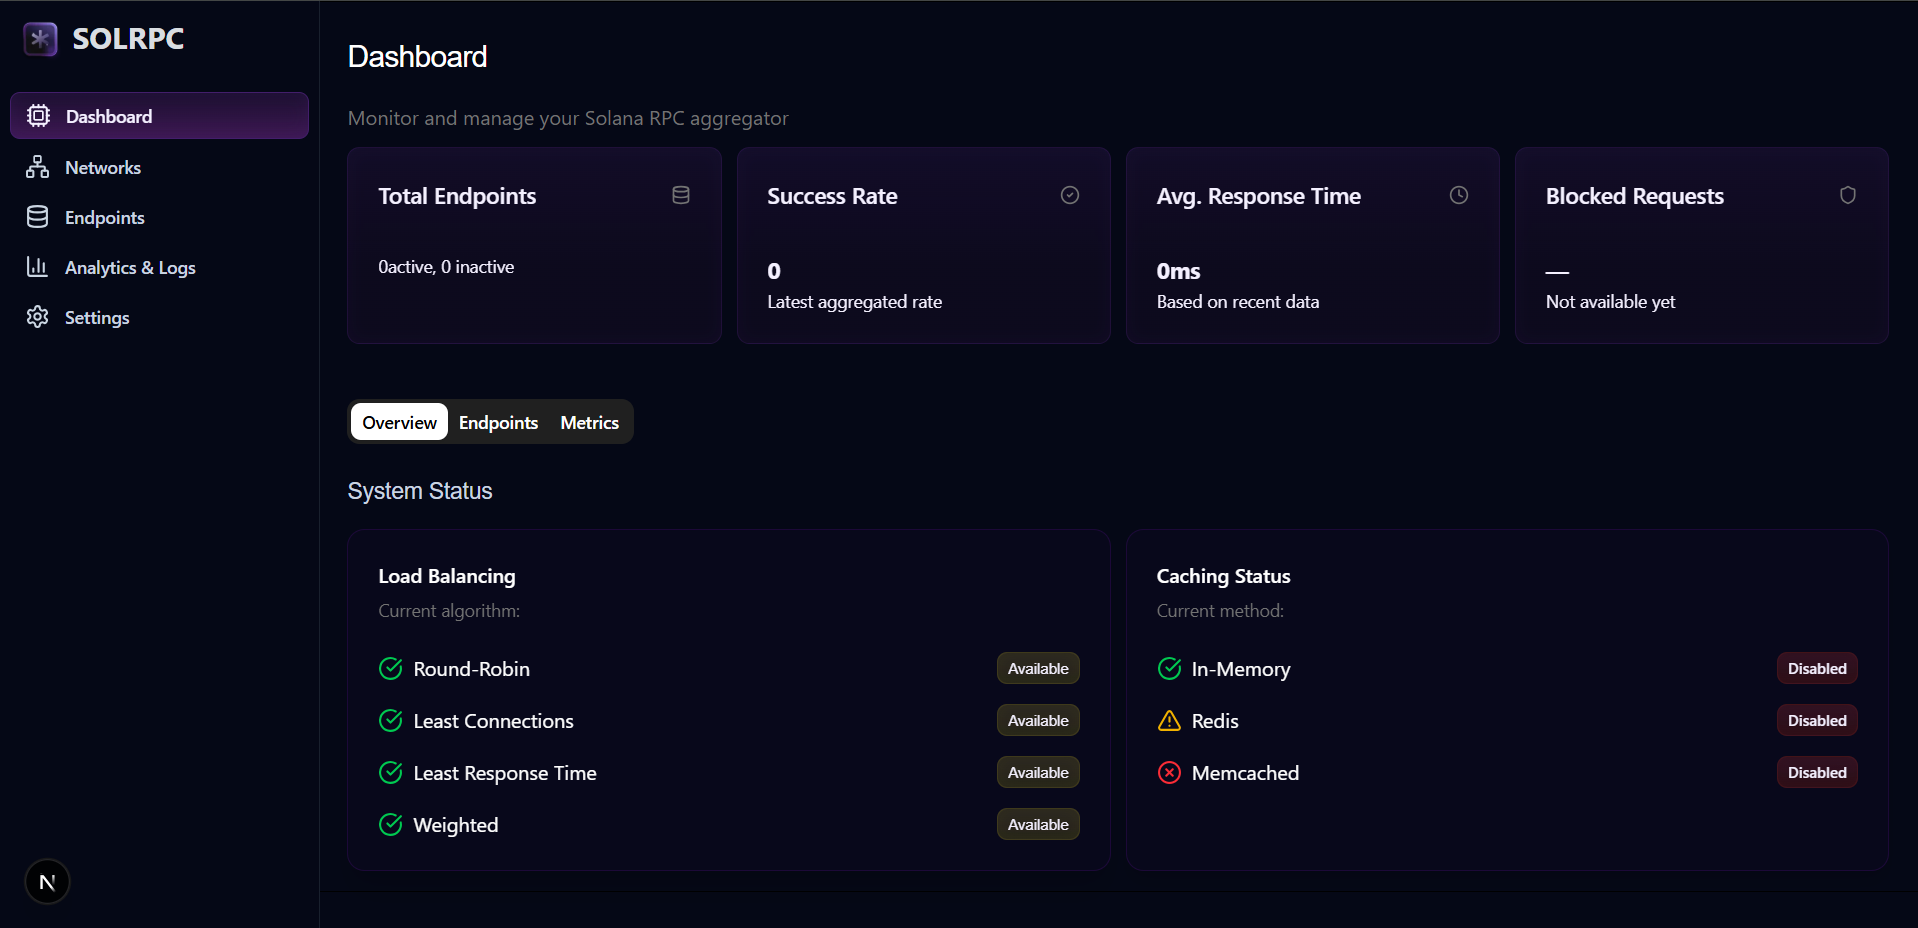 SOLRPC
Dashboard
Networks
Endpoints
Analytics & Logs
Settings
N
Dashboard
Monitor and manage your Solana RPC aggregator
Total Endpoints
0active, 0 inactive
Success Rate
0
Latest aggregated rate
Avg. Response Time
0ms
Based on recent data
Blocked Requests
—
Not available yet
Overview Endpoints Metrics
System Status
Load Balancing
Current algorithm:
Round-Robin Available
Least Connections Available
Least Response Time Available
Weighted Available
Caching Status
Current method:
In-Memory Disabled
Redis Disabled
Memcached Disabled